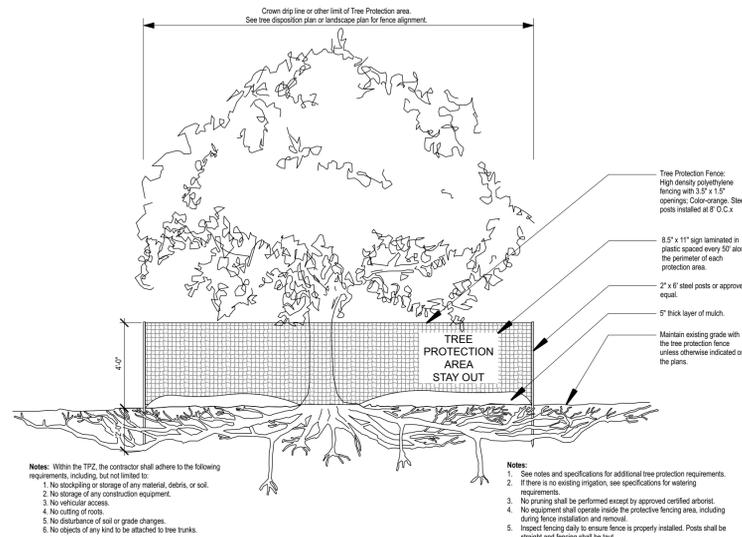 Crown drip line or other limit of Tree Protection area.
See tree disposition plan or landscape plan for fence alignment.
Tree Protection Fence:
High density polyethylene
fencing with 3.5" x 1.5"
openings; Color-orange. Steel
posts installed at 8' O.C.x
8.5" x 11" sign laminated in
plastic spaced every 50'
the perimeter of each
protection area.
2" x 6' steel posts or
equal.
5" thick layer of mulch.
Maintain existing grade with
the tree protection fence
unless otherwise indicated
the plans.
TREE
PROTECTION
AREA
STAY OUT
4'-0"
Notes: Within the TPZ, the contractor shall adhere to the following
requirements, including, but not limited to:
1. No stockpiling or storage of any material, debris, or soil.
2. No storage of any construction equipment.
3. No vehicular access.
4. No cutting of roots.
5. No disturbance of soil or grade changes.
6. No objects of any kind to be attached to tree trunks.
Notes:
1. See notes and specifications for additional tree protection requirements.
2. If there is no existing irrigation, see specifications for watering
requirements.
3. No pruning shall be performed except by approved certified arborist.
4. No equipment shall operate inside the protective fencing area, including
during fence installation and removal.
5. Inspect fencing daily to ensure fence is properly installed. Posts shall be
straight and fencing shall be taut.